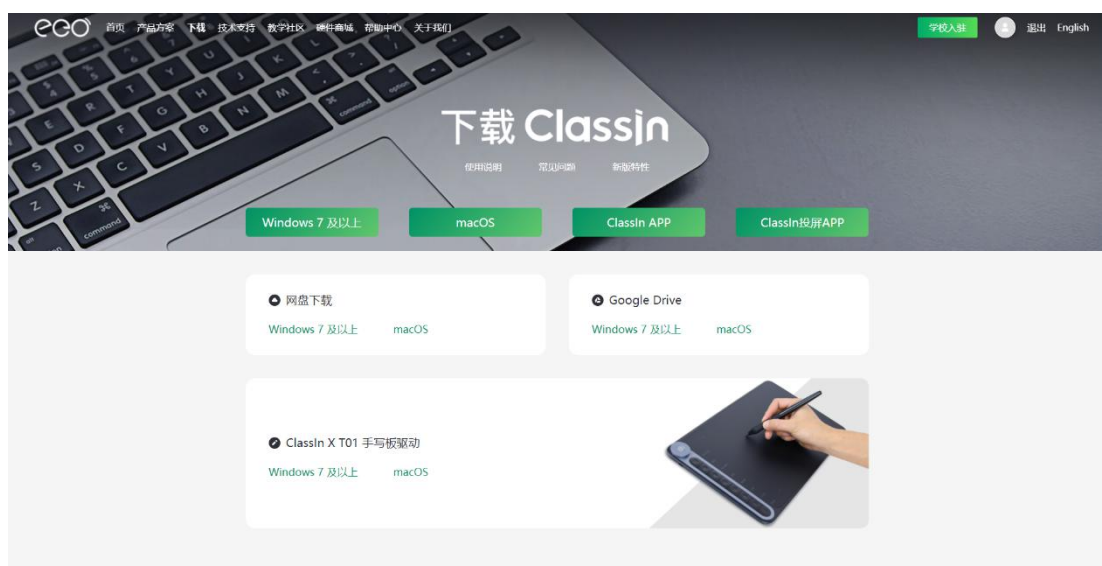 eeo 首页 产品方案 下载 技术支持 教学社区 硬件商城 帮助中心 关于我们 学校入驻 退出 English
下载 ClassIn
使用说明 常见问题 新版特性
Windows 7 及以上 macOS ClassIn APP ClassIn投屏APP
网盘下载
Windows 7 及以上 macOS
Google Drive
Windows 7 及以上 macOS
ClassIn X T01 手写板驱动
Windows 7 及以上 macOS